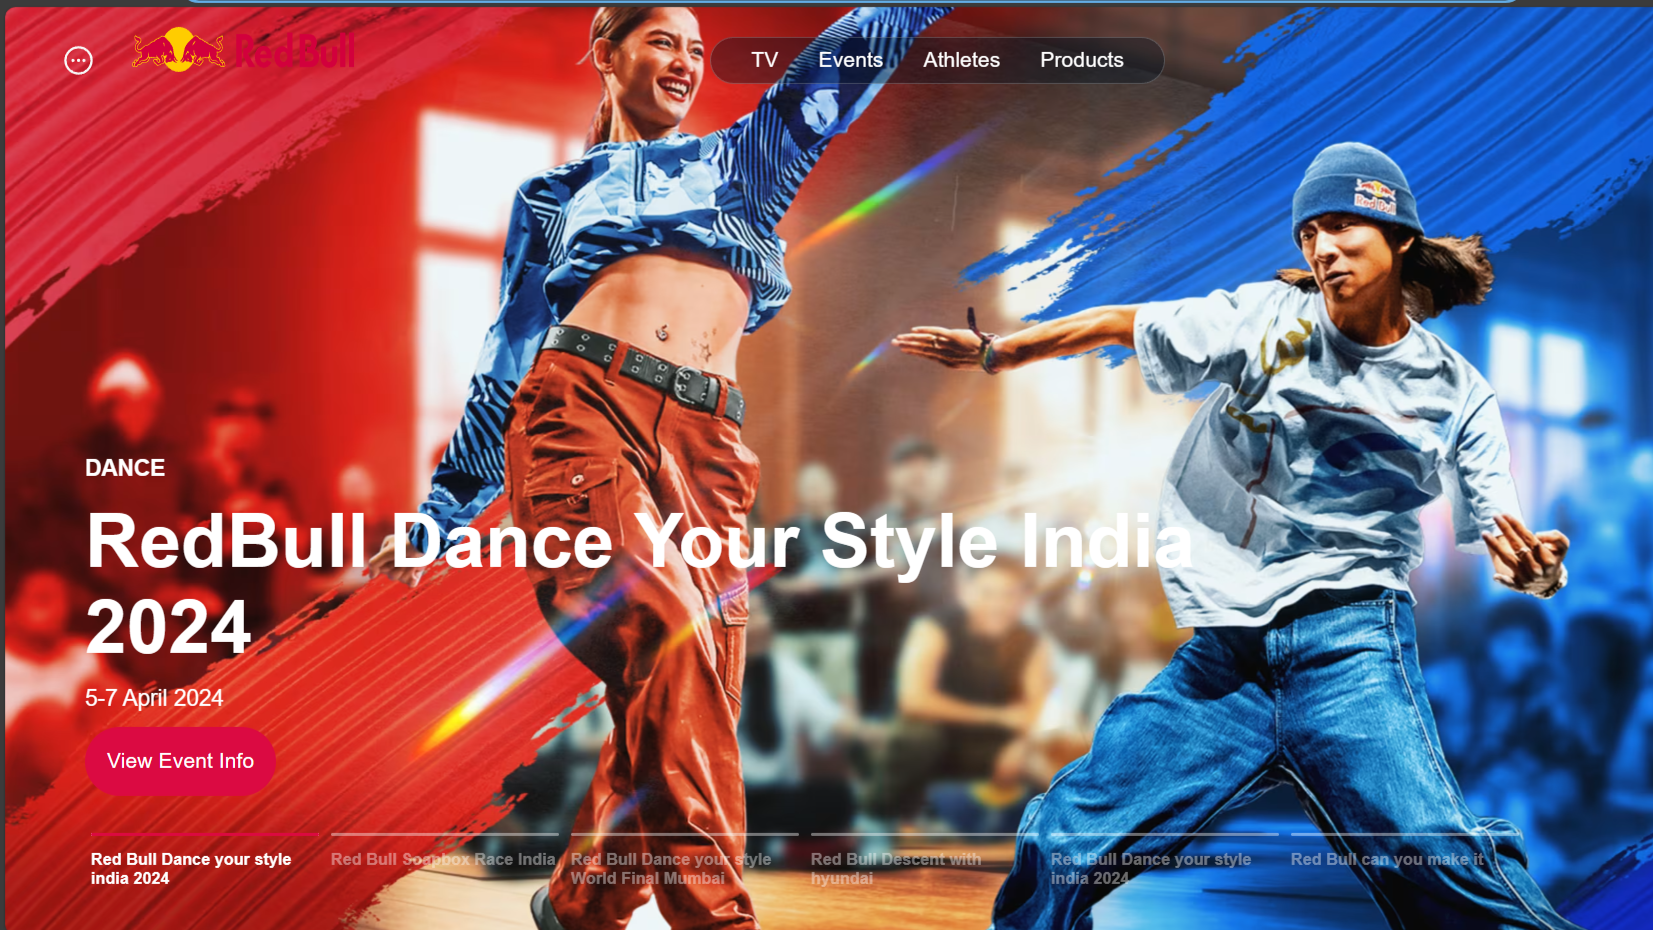 RedBull
TV
Events
Athletes
Products
Red Bull
DANCE
RedBull Dance Your Style India
2024
5-7 April 2024
View Event Info
Red Bull Dance your style
india 2024
Red Bull Soapbox Race India
Red Bull Dance your style
World Final Mumbai
Red Bull Descent with
hyundai
Red Bull Dance your style
india 2024
Red Bull can you make it